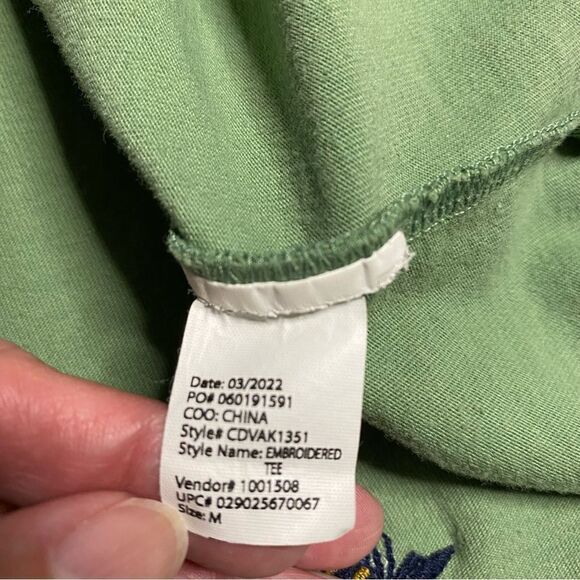 Date: 03/2022
PO# 060191591
COO: CHINA
Style# CDVAK1351
Style Name: EMBROIDERED
TEE
Vendor# 1001508
UPC# 029025670067
Size: M